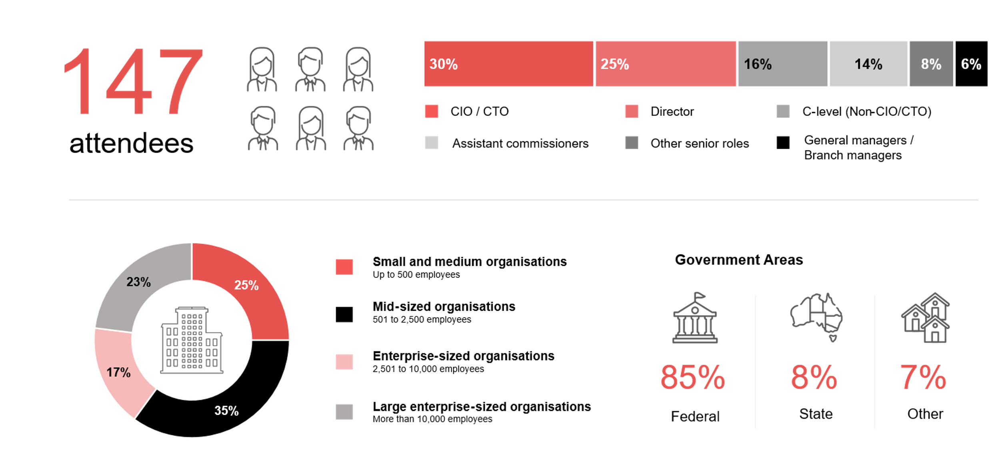 147
attendees
30% 25% 16% 14% 8% 6%
CIO / CTO
Director
C-level (Non-CIO/CTO)
Assistant commissioners
Other senior roles
General managers /
Branch managers
23%
25%
17%
35%
Small and medium organisations
Up to 500 employees
Mid-sized organisations
501 to 2,500 employees
Enterprise-sized organisations
2,501 to 10,000 employees
Large enterprise-sized organisations
More than 10,000 employees
Government Areas
85% 8% 7%
Federal State Other